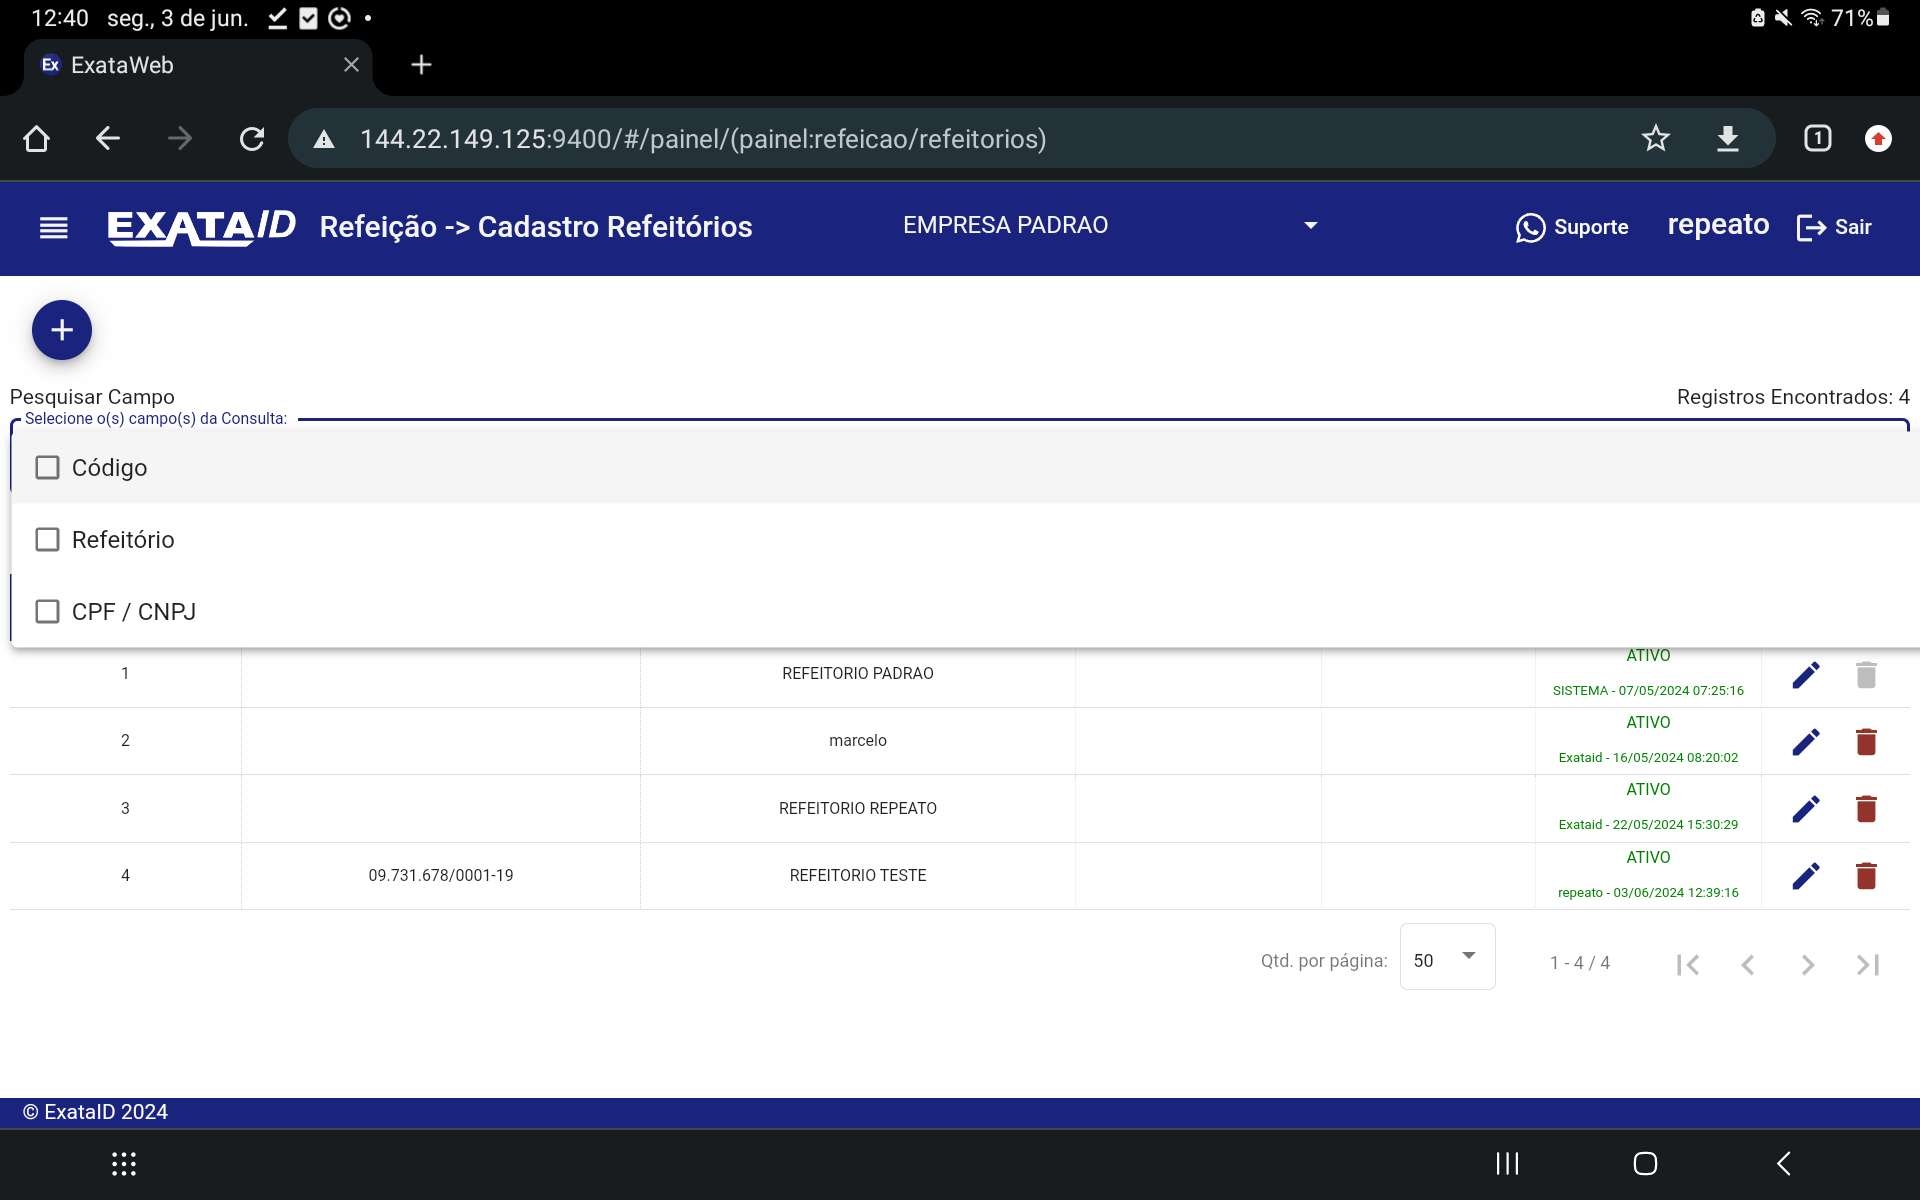 12:40 seg., 3 de jun. 71%
Ex ExataWeb
144.22.149.125:9400/#/painel/(painel:refeicao/refeitorios) 1
EXATA/D Refeição -> Cadastro Refeitórios EMPRESA PADRAO Suporte repeato Sair
Pesquisar Campo Registros Encontrados: 4
Selecione o(s) campo(s) da Consulta:
Código
Refeitório
CPF / CNPJ
1 REFEITORIO PADRAO ATIVO
SISTEMA - 07/05/2024 07:25:16
2 marcelo ATIVO
Exataid - 16/05/2024 08:20:02
3 REFEITORIO REPEATO ATIVO
Exataid - 22/05/2024 15:30:29
4 09.731.678/0001-19 REFEITORIO TESTE ATIVO
repeato - 03/06/2024 12:39:16
Qtd. por página: 50 1 - 4 / 4
© ExataID 2024